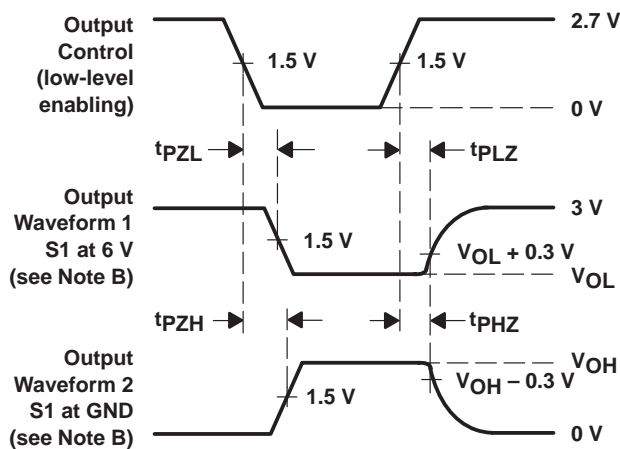 Output
Control
(low-level
enabling)
2.7 V
1.5 V
1.5 V
0 V
tPZL
tPLZ
Output
Waveform 1
S1 at 6 V
(see Note B)
3 V
1.5 V
VOL + 0.3 V
VOL
tPZH
tPHZ
Output
Waveform 2
S1 at GND
(see Note B)
VOH
VOH – 0.3 V
1.5 V
0 V